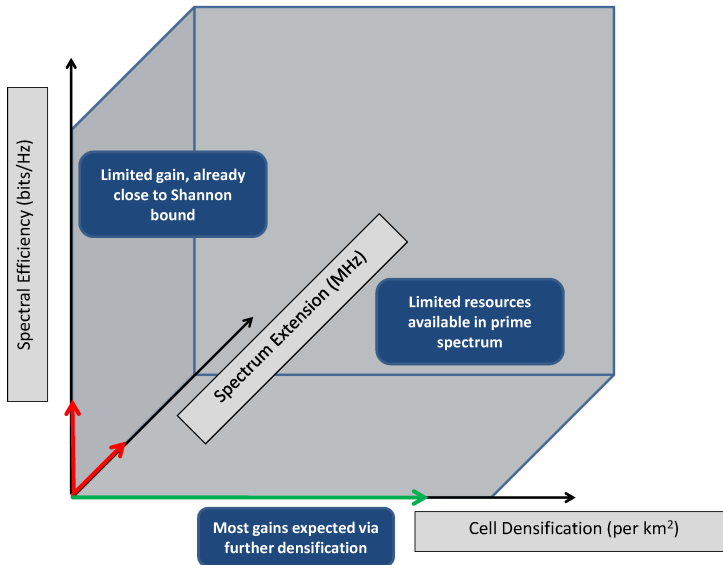 Spectral Efficiency (bits/Hz)
Limited gain, already
close to Shannon
bound
Spectrum Extension (MHz)
Limited resources
available in prime
spectrum
Most gains expected via
further densification
Cell Densification (per km²)